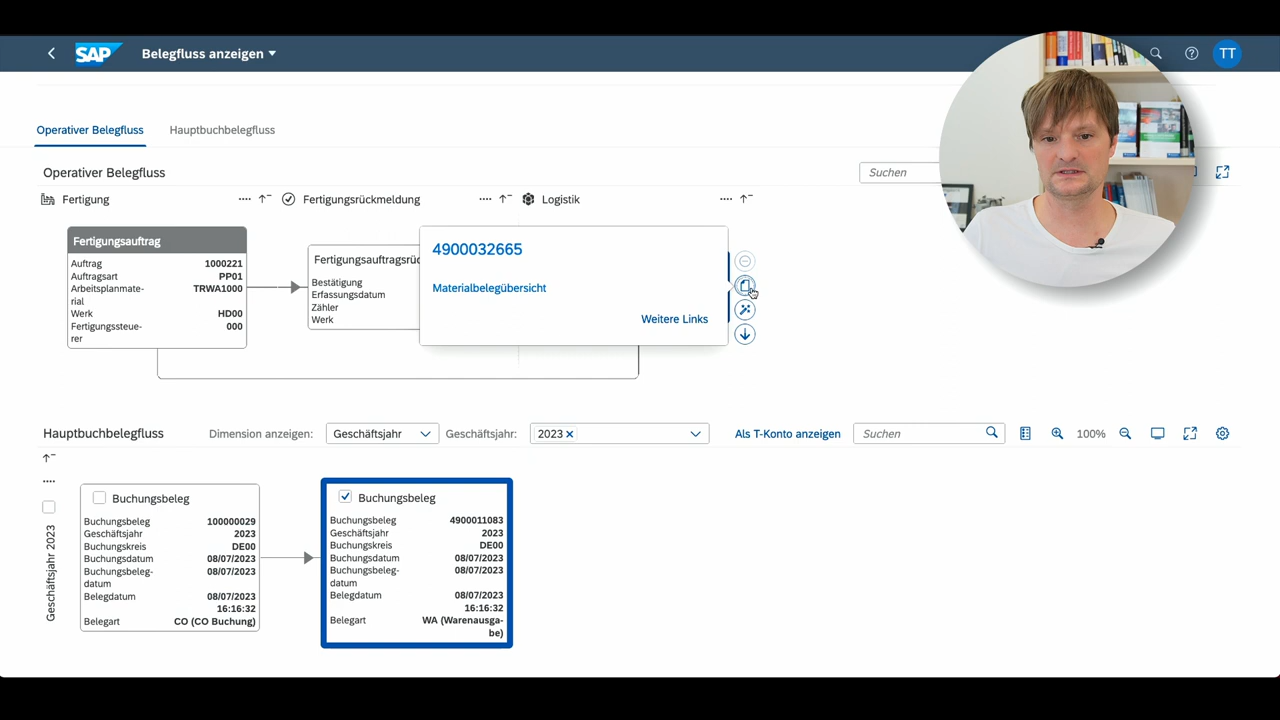 SAP
Belegfluss anzeigen
TT
Operativer Belegfluss
Hauptbuchbelegfluss
Operativer Belegfluss
Suchen
Fertigung
Fertigungsrückmeldung
Logistik
Fertigungsauftrag
Auftrag 1000221
Auftragsart PP01
Arbeitsplanmate- TRWA1000
rial
Werk HD00
Fertigungssteue- 000
rer
Fertigungsauftragsrüc
Bestätigung
Erfassungsdatum
Zähler
Werk
4900032665
Materialbelegübersicht
Weitere Links
Hauptbuchbelegfluss
Dimension anzeigen: Geschäftsjahr
Geschäftsjahr: 2023
Als T-Konto anzeigen
Suchen
100%
Geschäftsjahr 2023
Buchungsbeleg
Buchungsbeleg 100000029
Geschäftsjahr 2023
Buchungskreis DE00
Buchungsdatum 08/07/2023
Buchungsbeleg- 08/07/2023
datum
Belegdatum 08/07/2023
16:16:32
Belegart CO (CO Buchung)
Buchungsbeleg
Buchungsbeleg 4900011083
Geschäftsjahr 2023
Buchungskreis DE00
Buchungsdatum 08/07/2023
Buchungsbeleg- 08/07/2023
datum
Belegdatum 08/07/2023
16:16:32
Belegart WA (Warenausga-
be)